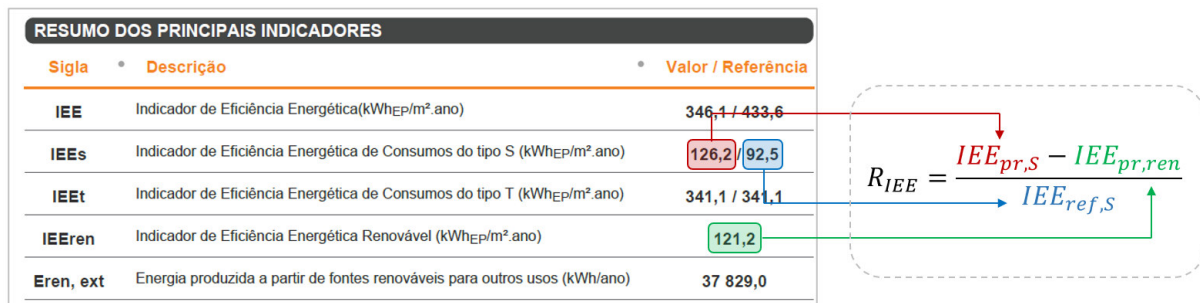 RESUMO DOS PRINCIPAIS INDICADORES
Sigla • Descrição • Valor / Referência
IEE Indicador de Eficiência Energética(kWhEP/m².ano) 346,1 / 433,6
IEEs Indicador de Eficiência Energética de Consumos do tipo S (kWhEP/m².ano) 126,2 / 92,5
IEEt Indicador de Eficiência Energética de Consumos do tipo T (kWhEP/m².ano) 341,1 / 341,1
IEEren Indicador de Eficiência Energética Renovável (kWhEP/m².ano) 121,2
Eren, ext Energia produzida a partir de fontes renováveis para outros usos (kWh/ano) 37 829,0
IEEpr,S − IEEpr,ren
RIEE =
IEEref,S